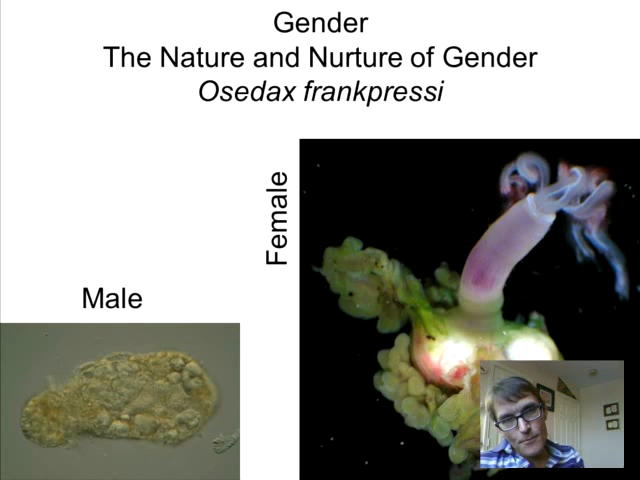 Gender
The Nature and Nurture of Gender
Osedax frankpressi
Female
Male